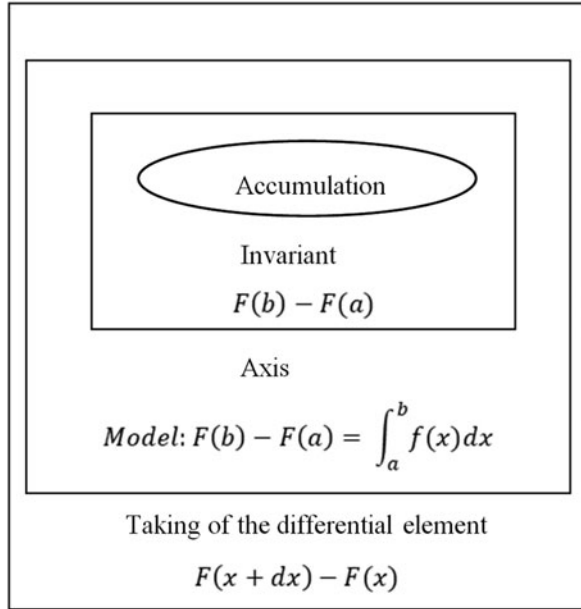 Accumulation
Invariant
F(b) − F(a)
Axis
Model: F(b) − F(a) = ∫_a^b f(x)dx
Taking of the differential element
F(x + dx) − F(x)